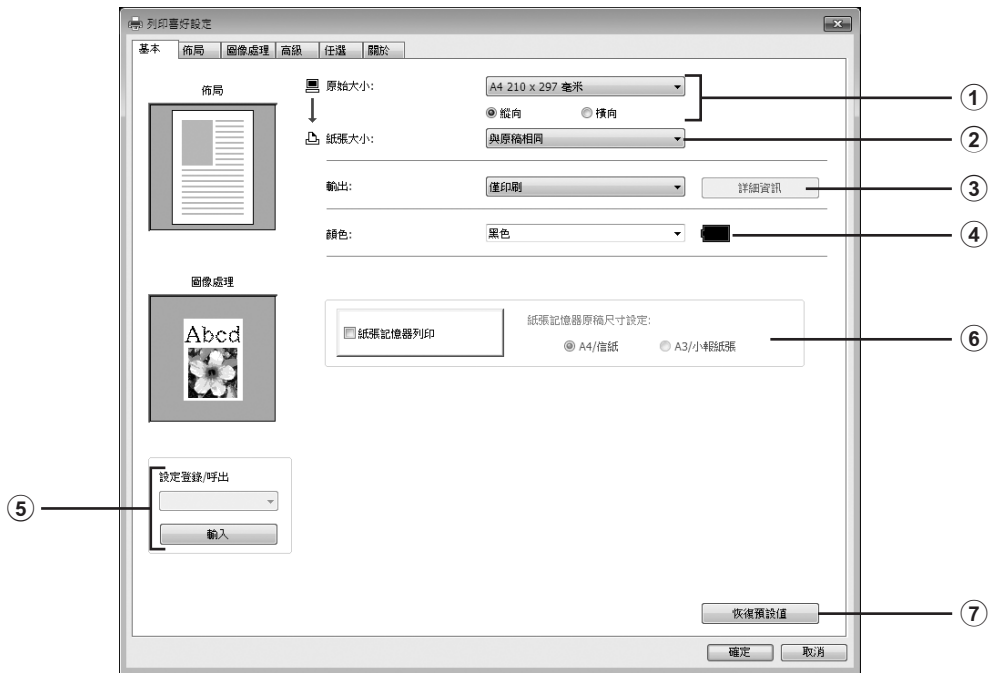 列印喜好設定
基本 佈局 圖像處理 高級 任選 關於
佈局
原始大小: A4 210 x 297 毫米
縱向 橫向
紙張大小: 與原稿相同
輸出: 僅印刷 詳細資訊
顏色: 黑色
圖像處理
Abcd
紙張記憶器列印
紙張記憶器原稿尺寸設定:
A4/信紙 A3/小報紙張
設定登錄/呼出
輸入
恢復預設值
確定 取消
①
②
③
④
⑤
⑥
⑦